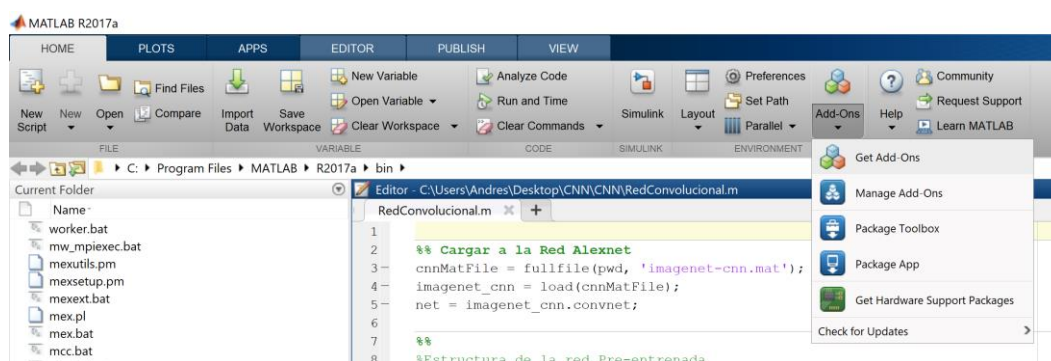 MATLAB R2017a
HOME PLOTS APPS EDITOR PUBLISH VIEW
New Script
New
Open
Find Files
Compare
FILE
Import Data
Save Workspace
New Variable
Open Variable
Clear Workspace
VARIABLE
Analyze Code
Run and Time
Clear Commands
CODE
Simulink
SIMULINK
Layout
Preferences
Set Path
Parallel
ENVIRONMENT
Add-Ons
Help
Community
Request Support
Learn MATLAB
Get Add-Ons
Manage Add-Ons
Package Toolbox
Package App
Get Hardware Support Packages
Check for Updates
C: Program Files MATLAB R2017a bin
Current Folder
Name
worker.bat
mw_mpiexec.bat
mexutils.pm
mexsetup.pm
mexext.bat
mex.pl
mex.bat
mcc.bat
Editor - C:\Users\Andres\Desktop\CNN\CNN\RedConvolucional.m
RedConvolucional.m
1
2 %% Cargar a la Red Alexnet
3 cnnMatFile = fullfile(pwd, 'imagenet-cnn.mat');
4 imagenet_cnn = load(cnnMatFile);
5 net = imagenet_cnn.convnet;
6
7 %%
8 %Estructura de la red Pre-entrenada